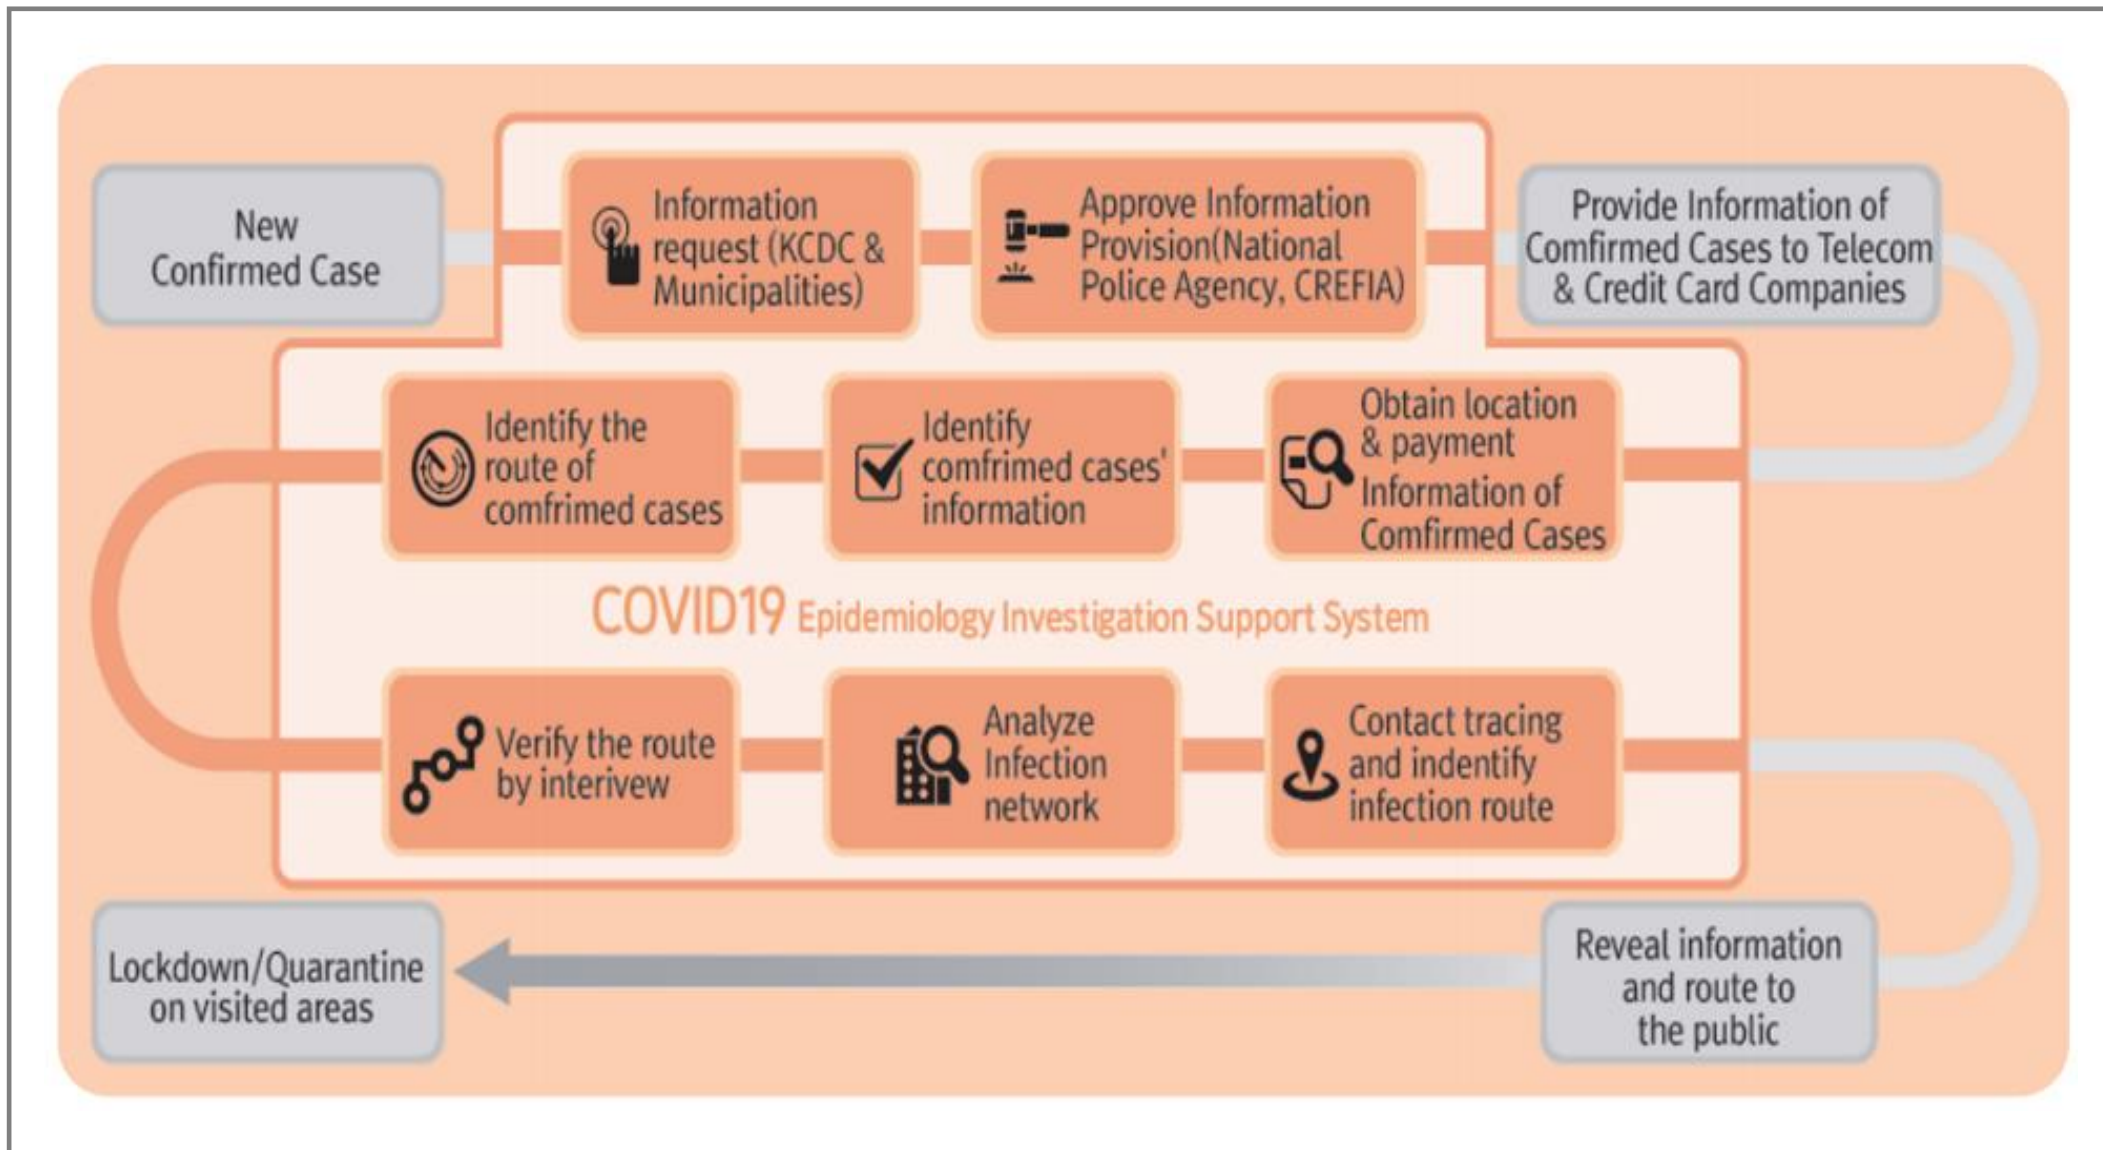 New
Confirmed Case
Information
request (KCDC &
Municipalities)
Approve Information
Provision(National
Police Agency, CREFIA)
Provide Information of
Comfirmed Cases to Telecom
& Credit Card Companies
Obtain location
& payment
Information of
Comfirmed Cases
Identify
comfrimed cases'
information
Identify the
route of
comfrimed cases
COVID19 Epidemiology Investigation Support System
Verify the route
by interivew
Analyze
Infection
network
Contact tracing
and indentify
infection route
Reveal information
and route to
the public
Lockdown/Quarantine
on visited areas